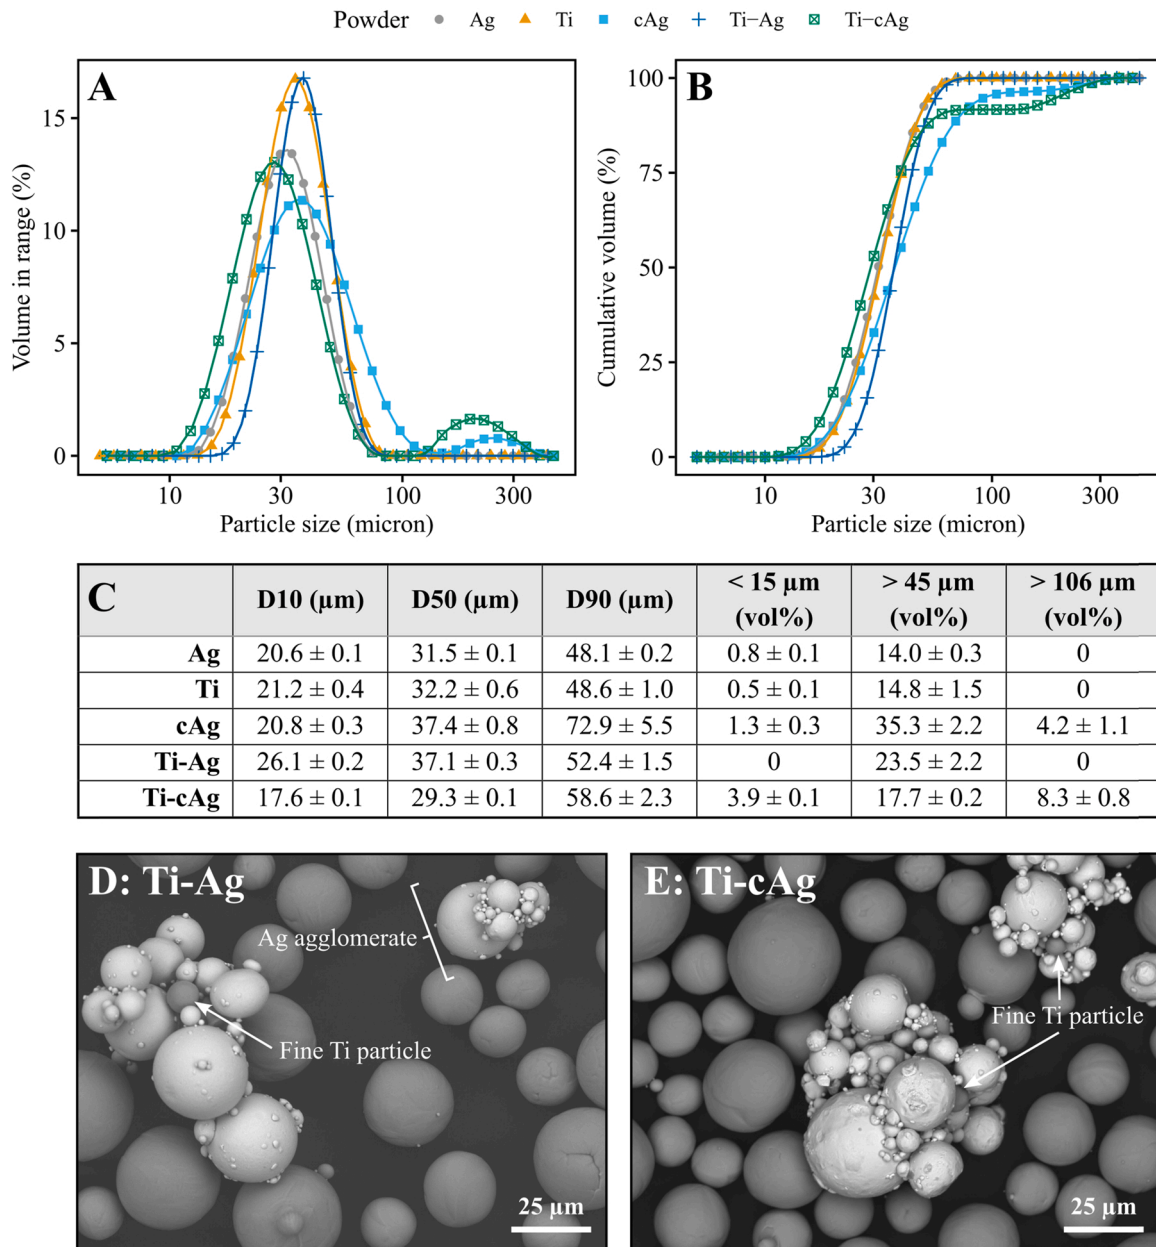 Powder Ag Ti cAg Ti−Ag Ti−cAg
A
Volume in range (%)
15
10
5
0
10 30 100 300
Particle size (micron)
B
Cumulative volume (%)
100
75
50
25
0
10 30 100 300
Particle size (micron)
C D10 (µm) D50 (µm) D90 (µm) < 15 µm (vol%) > 45 µm (vol%) > 106 µm (vol%)
Ag 20.6 ± 0.1 31.5 ± 0.1 48.1 ± 0.2 0.8 ± 0.1 14.0 ± 0.3 0
Ti 21.2 ± 0.4 32.2 ± 0.6 48.6 ± 1.0 0.5 ± 0.1 14.8 ± 1.5 0
cAg 20.8 ± 0.3 37.4 ± 0.8 72.9 ± 5.5 1.3 ± 0.3 35.3 ± 2.2 4.2 ± 1.1
Ti-Ag 26.1 ± 0.2 37.1 ± 0.3 52.4 ± 1.5 0 23.5 ± 2.2 0
Ti-cAg 17.6 ± 0.1 29.3 ± 0.1 58.6 ± 2.3 3.9 ± 0.1 17.7 ± 0.2 8.3 ± 0.8
D: Ti-Ag
Ag agglomerate
Fine Ti particle
25 µm
E: Ti-cAg
Fine Ti particle
25 µm